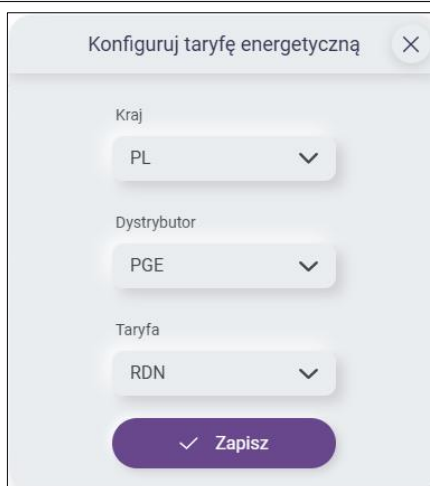 Konfiguruj taryfę energetyczną
Kraj
PL
Dystrybutor
PGE
Taryfa
RDN
Zapisz